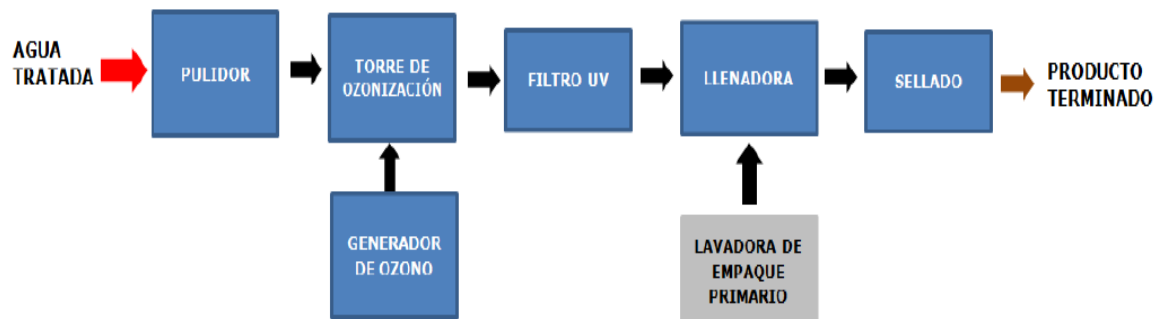 AGUA
TRATADA
PULIDOR
TORRE DE
OZONIZACIÓN
FILTRO UV
LLENADORA
SELLADO
PRODUCTO
TERMINADO
GENERADOR
DE OZONO
LAVADORA DE
EMPAQUE
PRIMARIO